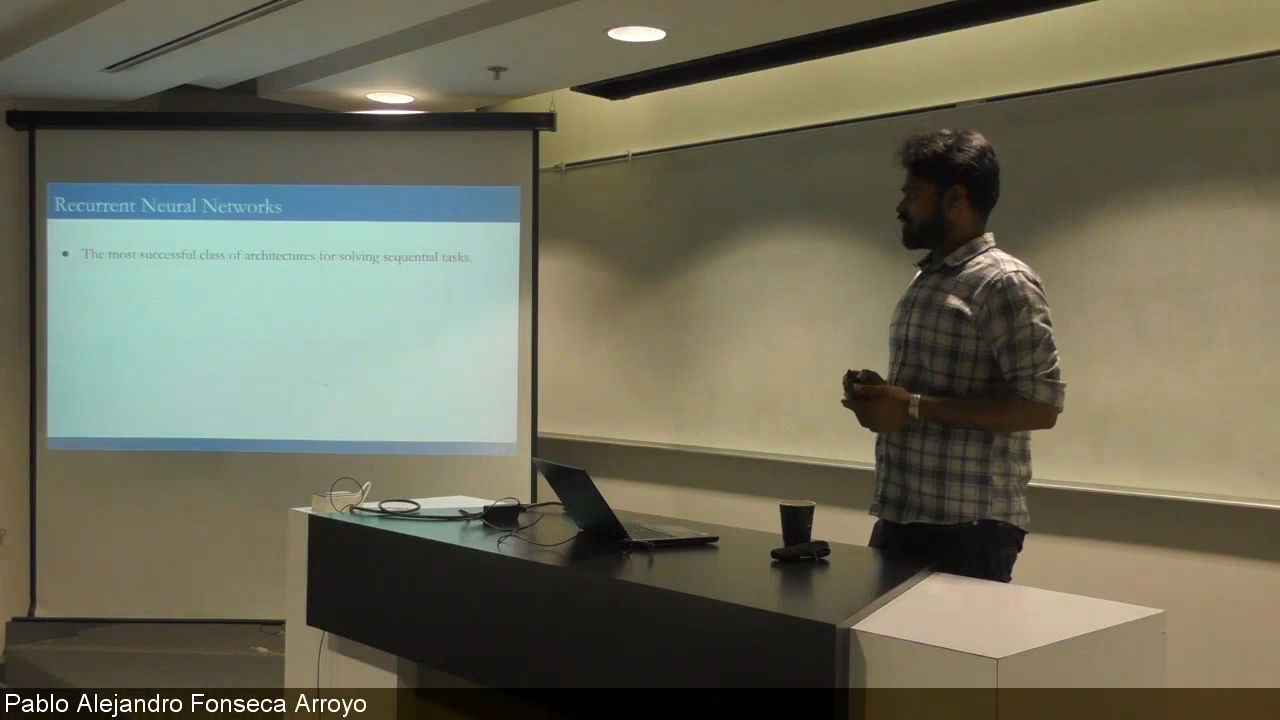 Recurrent Neural Networks
The most successful class of architectures for solving sequential tasks.
Pablo Alejandro Fonseca Arroyo